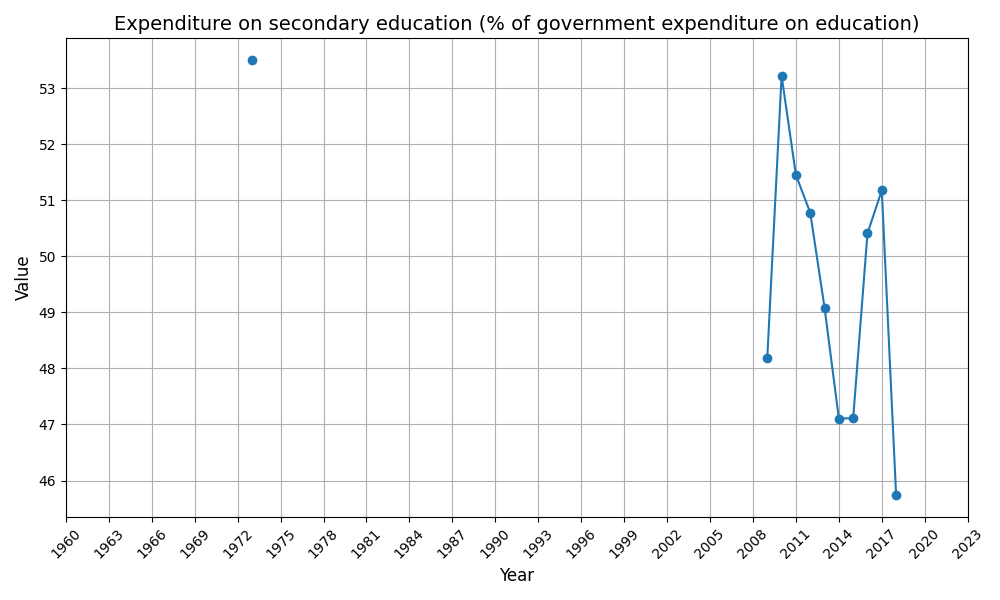 Expenditure on secondary education (% of government expenditure on education)
Value
53
52
51
50
49
48
47
46
1960 1963 1966 1969 1972 1975 1978 1981 1984 1987 1990 1993 1996 1999 2002 2005 2008 2011 2014 2017 2020 2023
Year